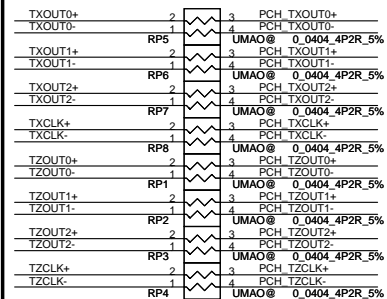 TXOUT0+ 2 3 PCH_TXOUT0+
TXOUT0- 1 4 PCH_TXOUT0-
RP5 UMAO@ 0_0404_4P2R_5%
TXOUT1+ 2 3 PCH_TXOUT1+
TXOUT1- 1 4 PCH_TXOUT1-
RP6 UMAO@ 0_0404_4P2R_5%
TXOUT2+ 2 3 PCH_TXOUT2+
TXOUT2- 1 4 PCH_TXOUT2-
RP7 UMAO@ 0_0404_4P2R_5%
TXCLK+ 2 3 PCH_TXCLK+
TXCLK- 1 4 PCH_TXCLK-
RP8 UMAO@ 0_0404_4P2R_5%
TZOUT0+ 2 3 PCH_TZOUT0+
TZOUT0- 1 4 PCH_TZOUT0-
RP1 UMAO@ 0_0404_4P2R_5%
TZOUT1+ 2 3 PCH_TZOUT1+
TZOUT1- 1 4 PCH_TZOUT1-
RP2 UMAO@ 0_0404_4P2R_5%
TZOUT2+ 2 3 PCH_TZOUT2+
TZOUT2- 1 4 PCH_TZOUT2-
RP3 UMAO@ 0_0404_4P2R_5%
TZCLK+ 2 3 PCH_TZCLK+
TZCLK- 1 4 PCH_TZCLK-
RP4 UMAO@ 0_0404_4P2R_5%